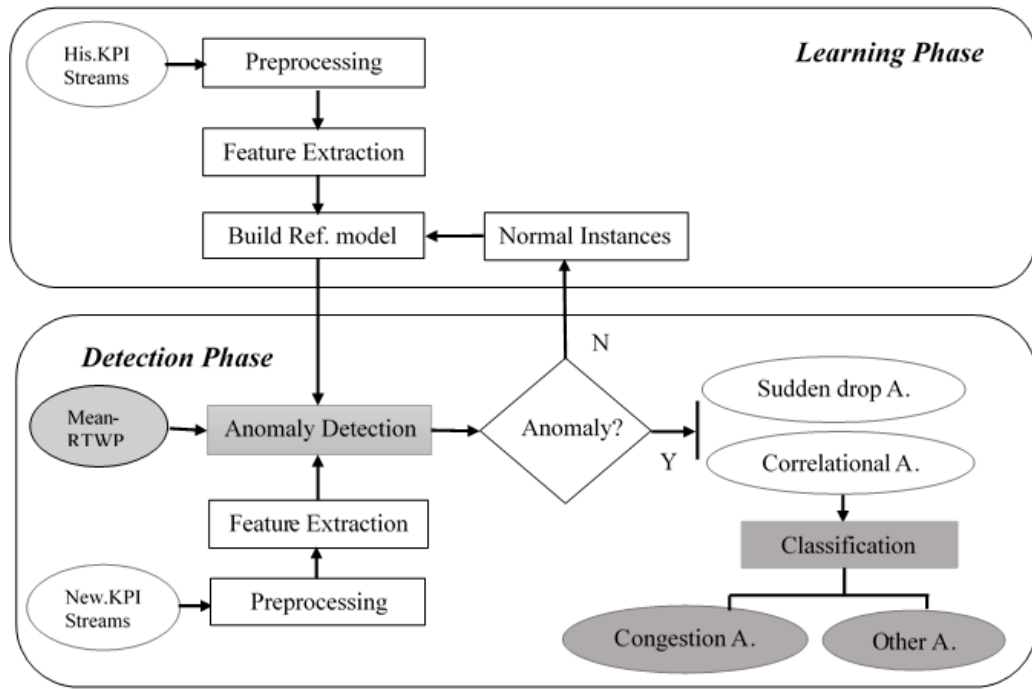 His.KPI
Streams
Preprocessing
Learning Phase
Feature Extraction
Build Ref. model
Normal Instances
Detection Phase
N
Mean-
RTWP
Anomaly Detection
Anomaly?
Y
Sudden drop A.
Correlational A.
Feature Extraction
Classification
New.KPI
Streams
Preprocessing
Congestion A.
Other A.